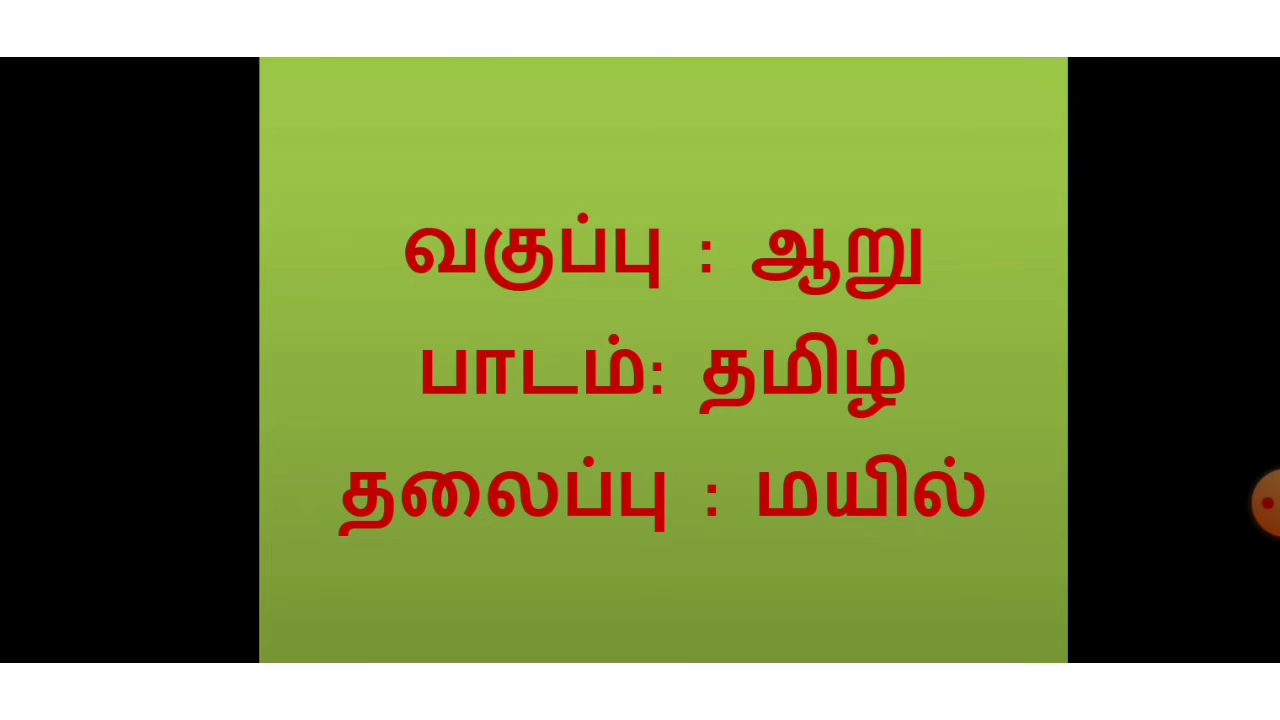 வகுப்பு : ஆறு
பாடம்: தமிழ்
தலைப்பு : மயில்